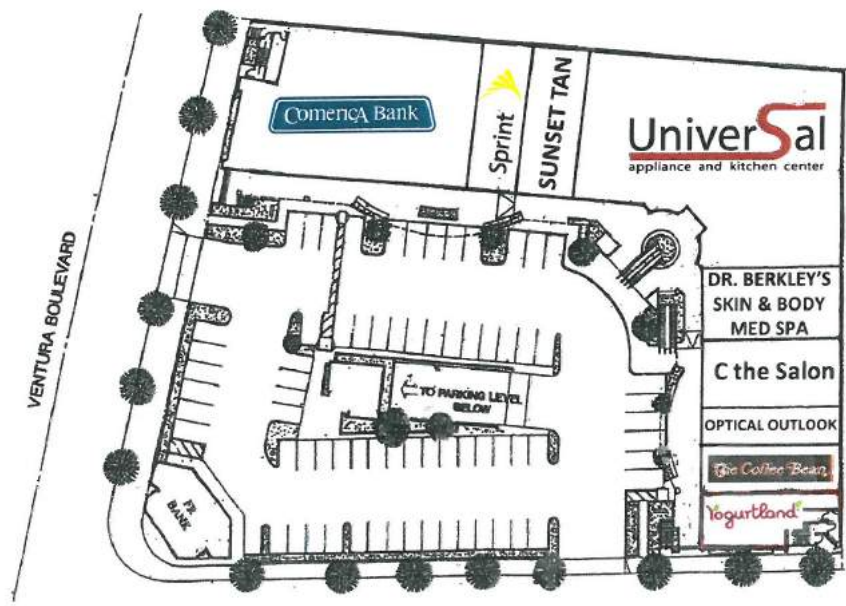 VENTURA BOULEVARD
ComericA Bank
Sprint
SUNSET TAN
UniverSal
appliance and kitchen center
DR. BERKLEY'S
SKIN & BODY
MED SPA
C the Salon
OPTICAL OUTLOOK
The Coffee Bean
Yogurtland
TO PARKING LEVEL
BELOW
FR
BANK